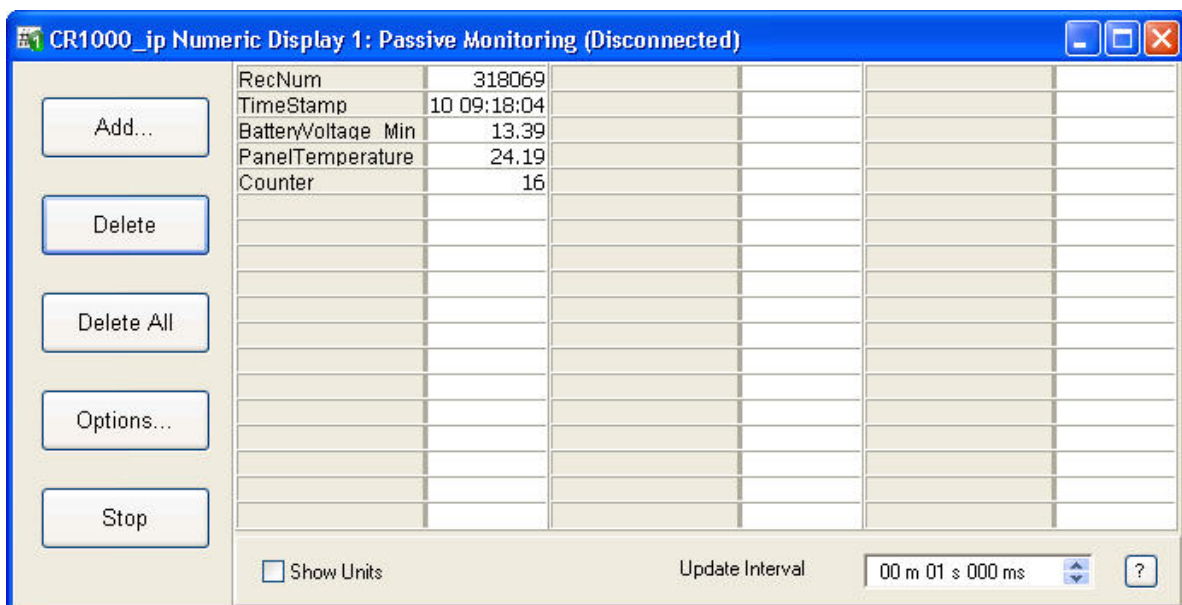 CR1000_ip Numeric Display 1: Passive Monitoring (Disconnected)
Add...
Delete
Delete All
Options...
Stop
RecNum 318069
TimeStamp 10 09:18:04
BatteryVoltage_Min 13.39
PanelTemperature 24.19
Counter 16
Show Units
Update Interval 00 m 01 s 000 ms ?